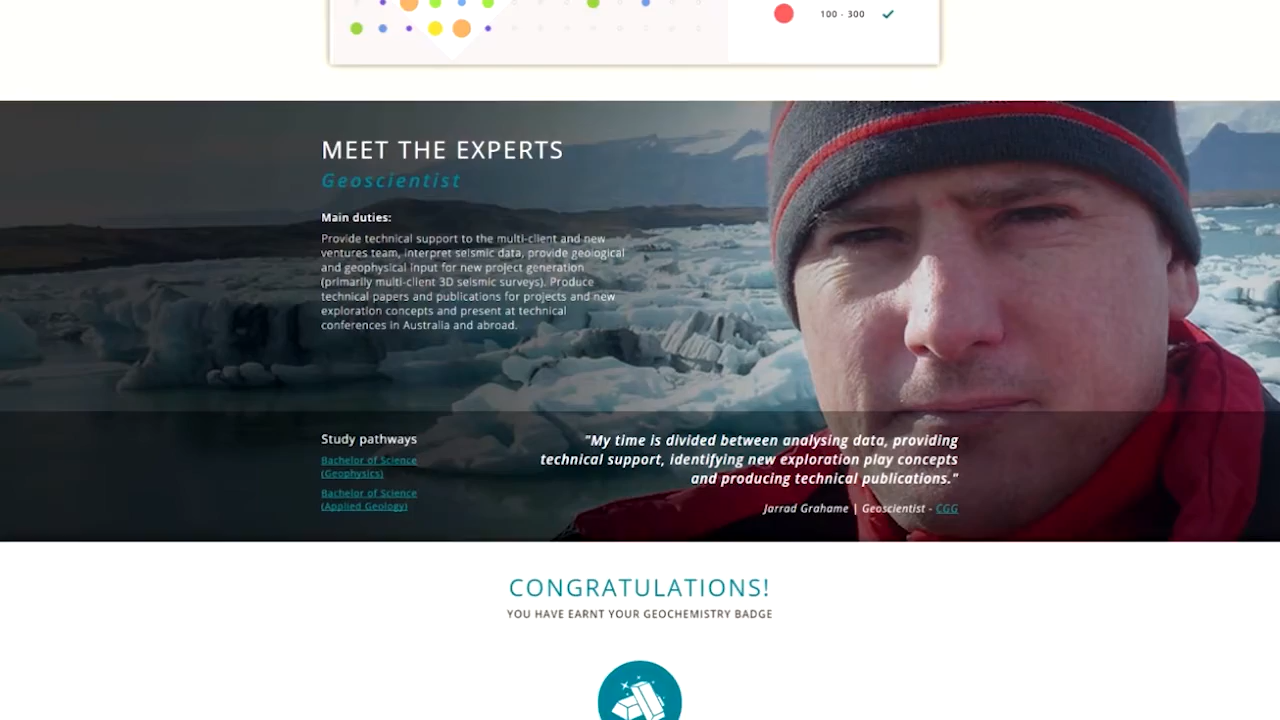 100 - 300
MEET THE EXPERTS
Geoscientist
Main duties:
Provide technical support to the multi-client and new
ventures team, interpret seismic data, provide geological
and geophysical input for new project generation
(primarily multi-client 3D seismic surveys). Produce
technical papers and publications for projects and new
exploration concepts and present at technical
conferences in Australia and abroad.
Study pathways
Bachelor of Science
(Geophysics)
Bachelor of Science
(Applied Geology)
"My time is divided between analysing data, providing
technical support, identifying new exploration play concepts
and producing technical publications."
Jarrad Grahame | Geoscientist - CGG
CONGRATULATIONS!
YOU HAVE EARNT YOUR GEOCHEMISTRY BADGE